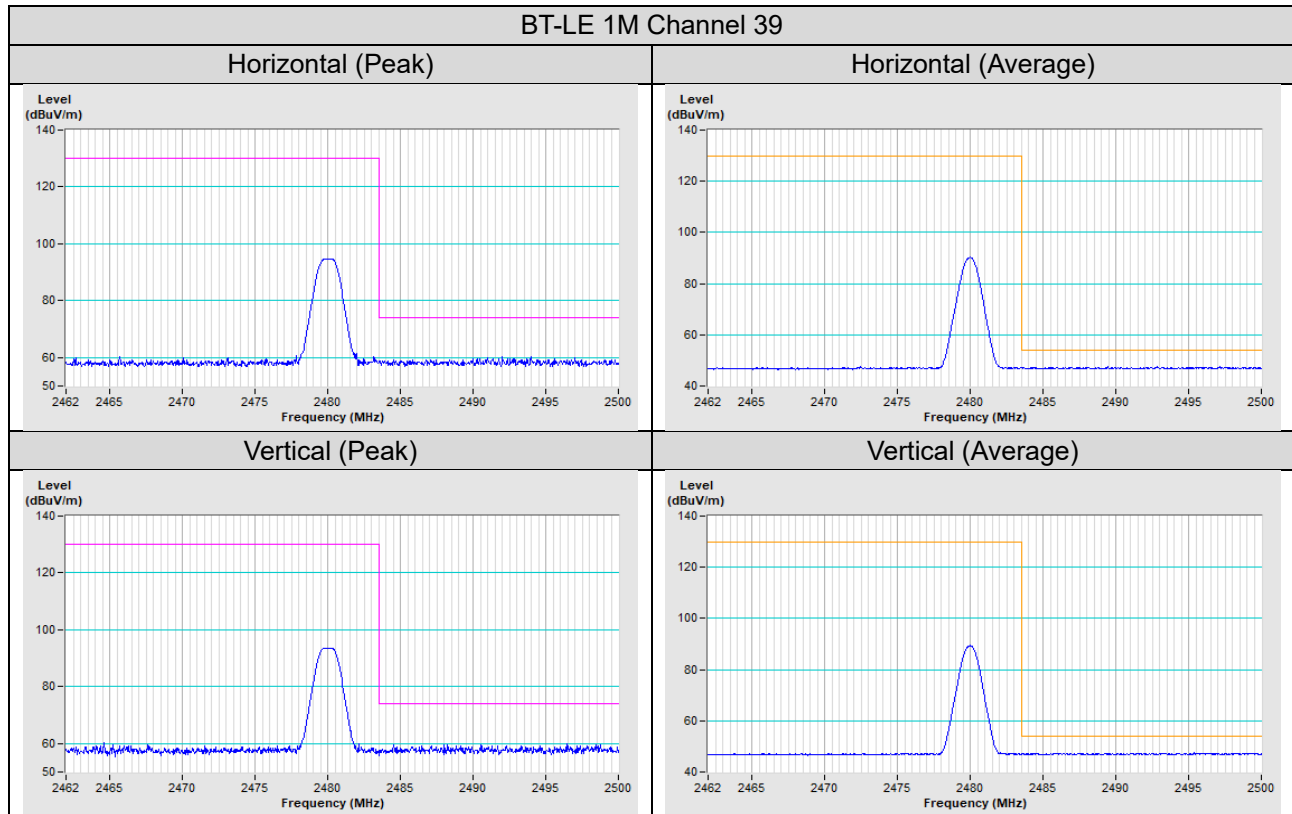 BT-LE 1M Channel 39
Horizontal (Peak)
Horizontal (Average)
Level
(dBuV/m)
140
120
100
80
60
50
2462 2465 2470 2475 2480 2485 2490 2495 2500
Frequency (MHz)
Level
(dBuV/m)
140
120
100
80
60
40
2462 2465 2470 2475 2480 2485 2490 2495 2500
Frequency (MHz)
Vertical (Peak)
Vertical (Average)
Level
(dBuV/m)
140
120
100
80
60
50
2462 2465 2470 2475 2480 2485 2490 2495 2500
Frequency (MHz)
Level
(dBuV/m)
140
120
100
80
60
40
2462 2465 2470 2475 2480 2485 2490 2495 2500
Frequency (MHz)